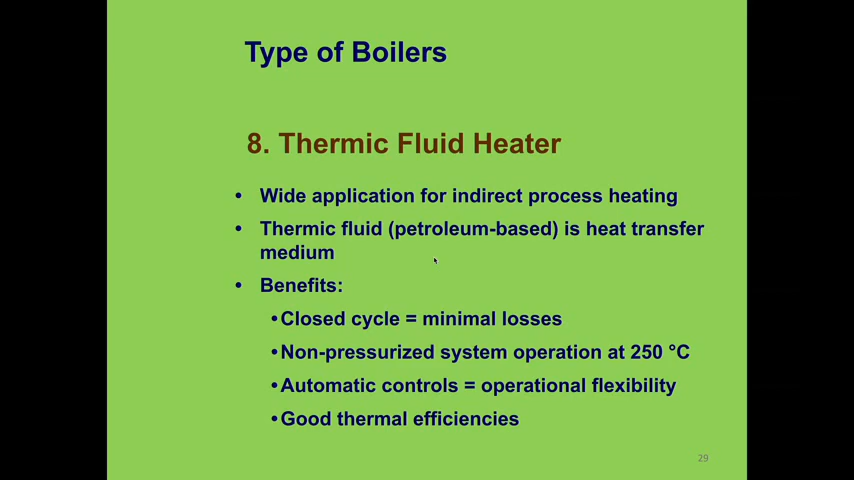 Type of Boilers
8. Thermic Fluid Heater
• Wide application for indirect process heating
• Thermic fluid (petroleum-based) is heat transfer
medium
• Benefits:
•Closed cycle = minimal losses
•Non-pressurized system operation at 250 °C
•Automatic controls = operational flexibility
•Good thermal efficiencies
29